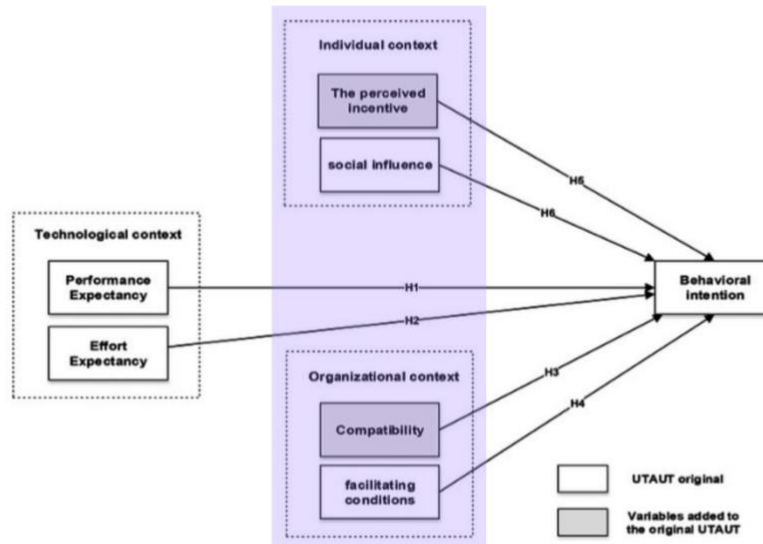 Individual context
The perceived
incentive
social influence
H5
H6
Technological context
Performance
Expectancy
Effort
Expectancy
H1
H2
Behavioral
intention
Organizational context
Compatibility
facilitating
conditions
H3
H4
UTAUT original
Variables added to
the original UTAUT